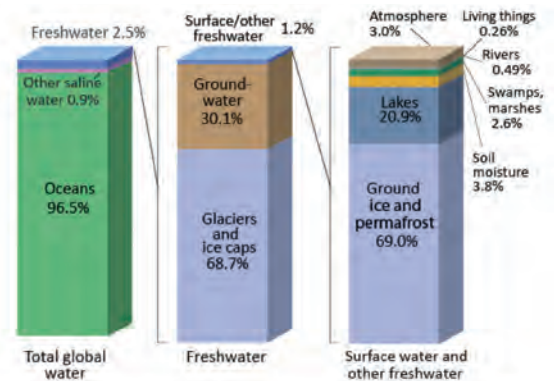 Freshwater 2.5%
Other saline
water 0.9%
Oceans
96.5%
Total global
water
Surface/other
freshwater
1.2%
Ground-
water
30.1%
Glaciers
and
ice caps
68.7%
Freshwater
Atmosphere
3.0%
Living things
0.26%
Rivers
0.49%
Swamps,
marshes
2.6%
Soil
moisture
3.8%
Lakes
20.9%
Ground
ice and
permafrost
69.0%
Surface water and
other freshwater